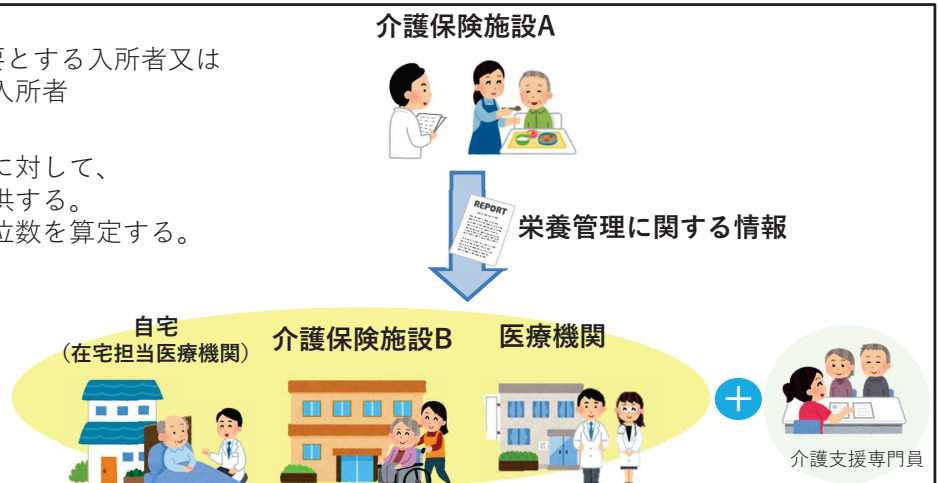 介護保険施設A
要とする入所者又は
入所者
に対して、
供する。
位数を算定する。
REPORT
栄養管理に関する情報
自宅
（在宅担当医療機関）
介護保険施設B
医療機関
＋
介護支援専門員